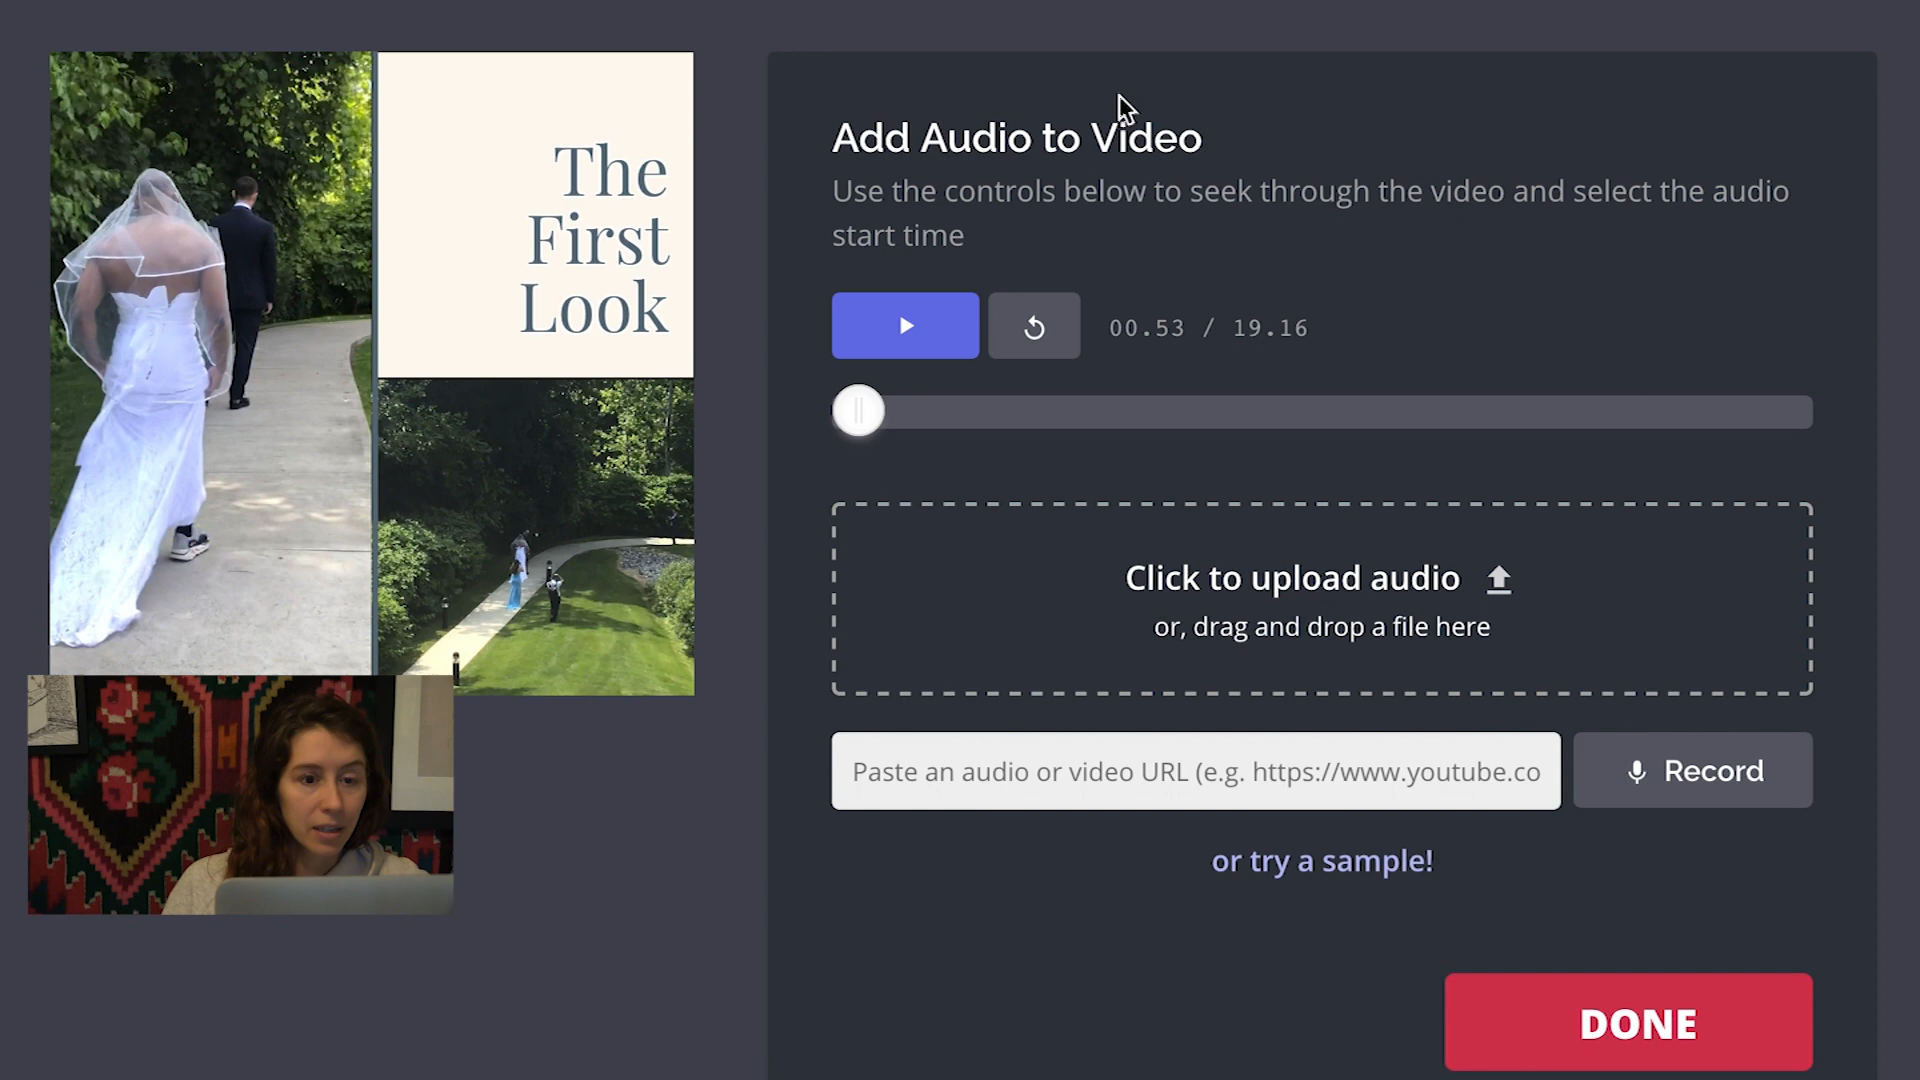 The
First
Look
Add Audio to Video
Use the controls below to seek through the video and select the audio
start time
00.53 / 19.16
Click to upload audio
or, drag and drop a file here
Paste an audio or video URL (e.g. https://www.youtube.co
Record
or try a sample!
DONE